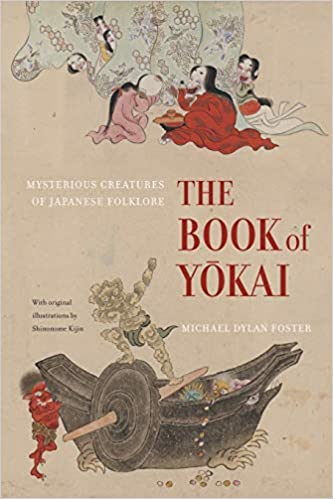 MYSTERIOUS CREATURES
OF JAPANESE FOLKLORE
THE
BOOK of
YŌKAI
With original
illustrations by
Shinonome Kijin
MICHAEL DYLAN FOSTER